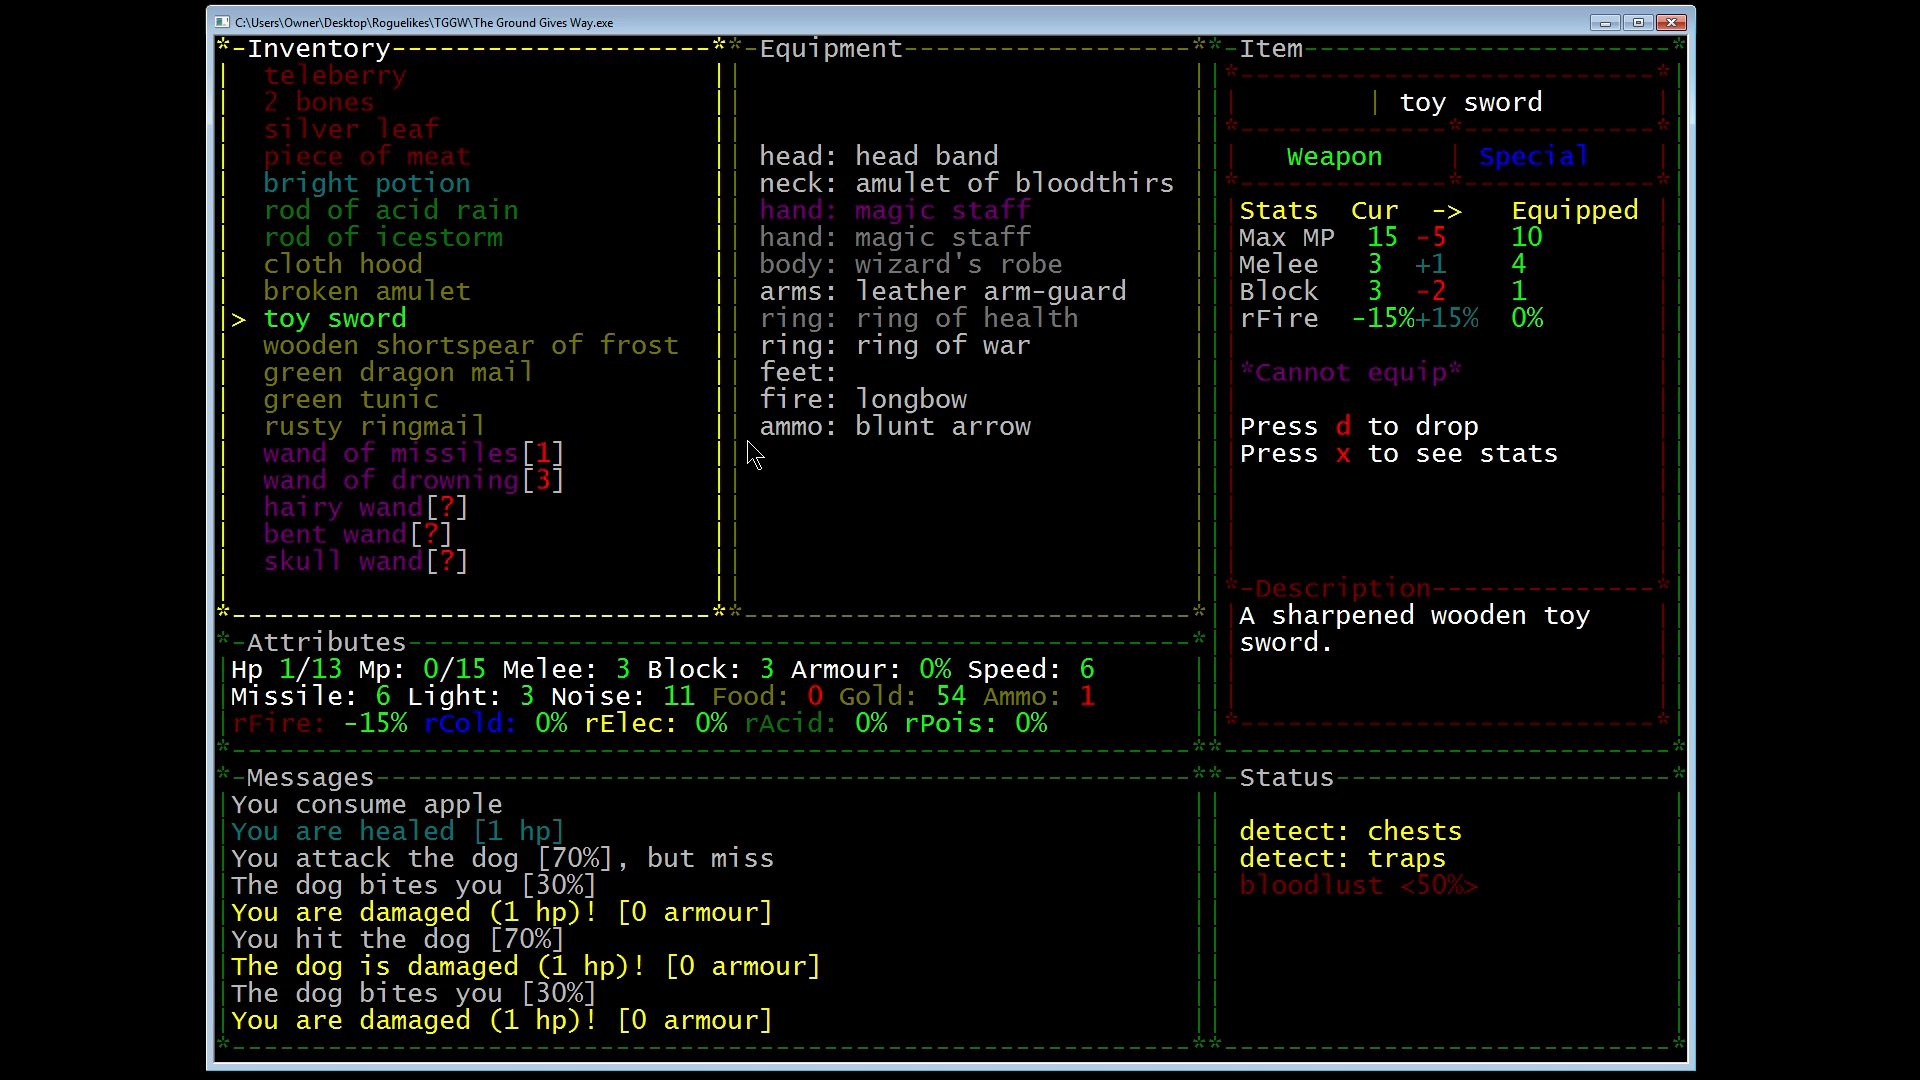 C:\Users\Owner\Desktop\Roguelikes\TGGW\The Ground Gives Way.exe
Inventory
teleberry
2 bones
silver leaf
piece of meat
bright potion
rod of acid rain
rod of icestorm
cloth hood
broken amulet
> toy sword
wooden shortspear of frost
green dragon mail
green tunic
rusty ringmail
wand of missiles[1]
wand of drowning[3]
hairy wand[?]
bent wand[?]
skull wand[?]
Equipment
head: head band
neck: amulet of bloodthirs
hand: magic staff
hand: magic staff
body: wizard's robe
arms: leather arm-guard
ring: ring of health
ring: ring of war
feet:
fire: longbow
ammo: blunt arrow
Item
| toy sword
Weapon | Special
Stats Cur -> Equipped
Max MP 15 -5 10
Melee 3 +1 4
Block 3 -2 1
rFire -15%+15% 0%
*Cannot equip*
Press d to drop
Press x to see stats
Description
A sharpened wooden toy
sword.
Attributes
Hp 1/13 Mp: 0/15 Melee: 3 Block: 3 Armour: 0% Speed: 6
Missile: 6 Light: 3 Noise: 11 Food: 0 Gold: 54 Ammo: 1
rFire: -15% rCold: 0% rElec: 0% rAcid: 0% rPois: 0%
Messages
You consume apple
You are healed [1 hp]
You attack the dog [70%], but miss
The dog bites you [30%]
You are damaged (1 hp)! [0 armour]
You hit the dog [70%]
The dog is damaged (1 hp)! [0 armour]
The dog bites you [30%]
You are damaged (1 hp)! [0 armour]
Status
detect: chests
detect: traps
bloodlust <50%>